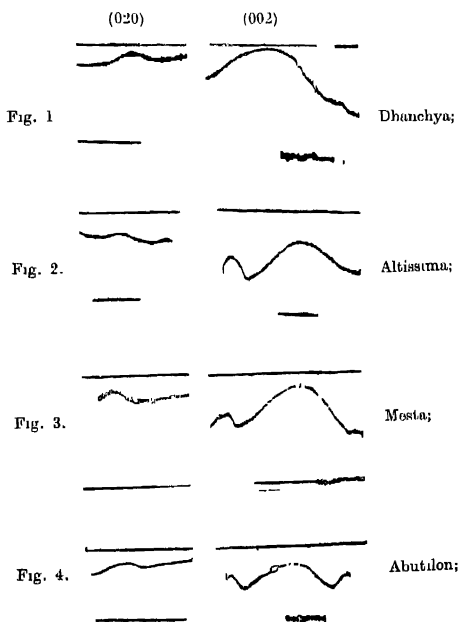 (020) (002)
Fig. 1 Dhanchya;
Fig. 2. Altissima;
Fig. 3. Mesta;
Fig. 4. Abutilon;